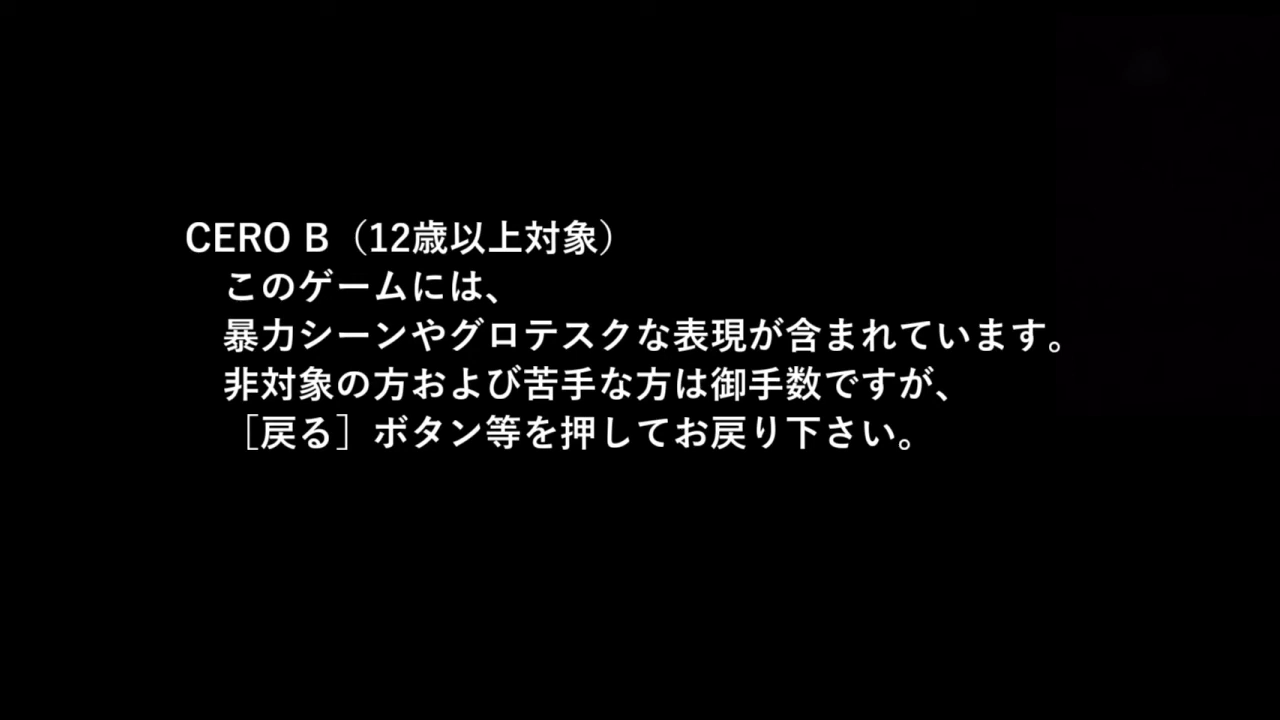 CERO B（12歳以上対象）
このゲームには、
暴力シーンやグロテスクな表現が含まれています。
非対象の方および苦手な方は御手数ですが、
［戻る］ボタン等を押してお戻り下さい。